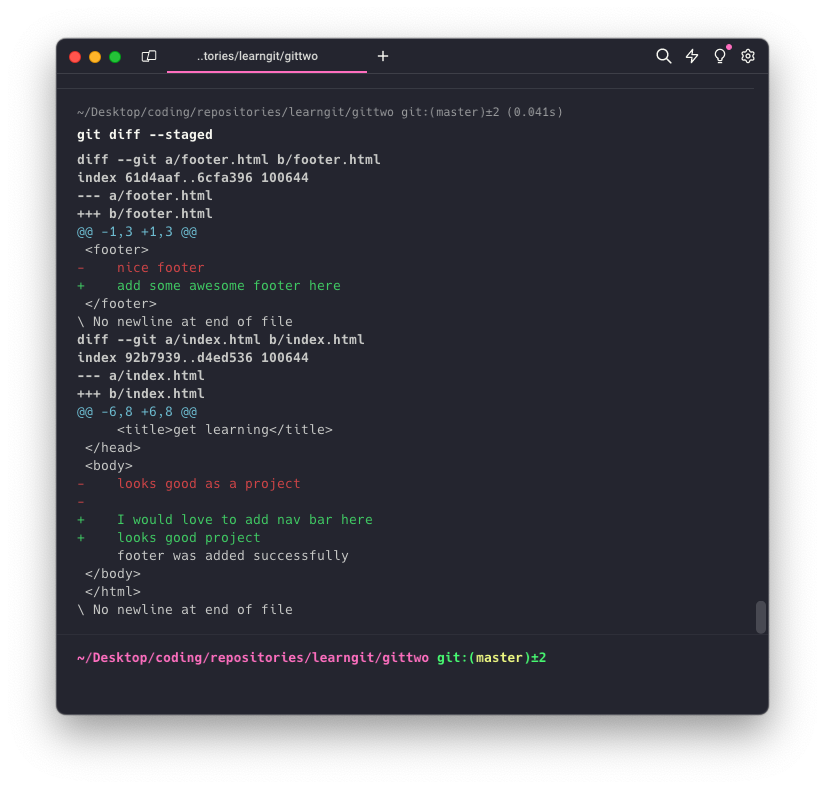 ..tories/learngit/gittwo +
~/Desktop/coding/repositories/learngit/gittwo git:(master)±2 (0.041s)
git diff --staged
diff --git a/footer.html b/footer.html
index 61d4aaf..6cfa396 100644
--- a/footer.html
+++ b/footer.html
@@ -1,3 +1,3 @@
 <footer>
-    nice footer
+    add some awesome footer here
 </footer>
\ No newline at end of file
diff --git a/index.html b/index.html
index 92b7939..d4ed536 100644
--- a/index.html
+++ b/index.html
@@ -6,8 +6,8 @@
     <title>get learning</title>
 </head>
 <body>
-    looks good as a project
-
+    I would love to add nav bar here
+    looks good project
     footer was added successfully
 </body>
 </html>
\ No newline at end of file
~/Desktop/coding/repositories/learngit/gittwo git:(master)±2